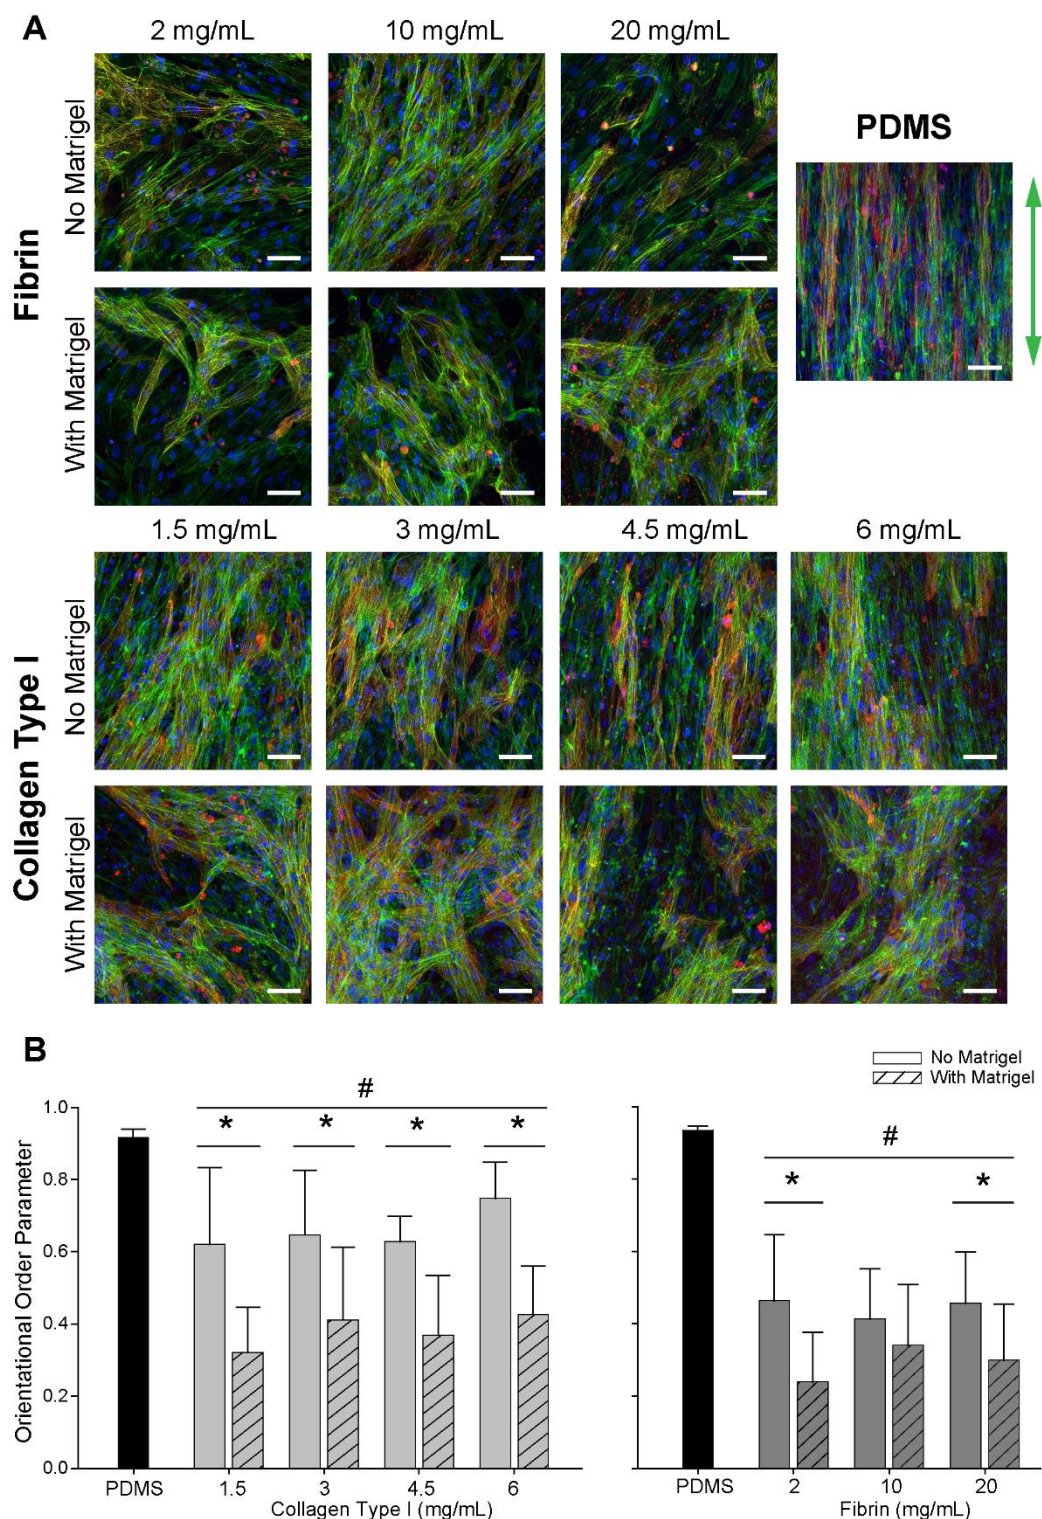 A
2 mg/mL
10 mg/mL
20 mg/mL
Fibrin
No Matrigel
With Matrigel
PDMS
1.5 mg/mL
3 mg/mL
4.5 mg/mL
6 mg/mL
Collagen Type I
No Matrigel
With Matrigel
B
No Matrigel
With Matrigel
Orientational Order Parameter
1.0
0.8
0.6
0.4
0.2
0.0
#
* * * *
PDMS 1.5 3 4.5 6
Collagen Type I (mg/mL)
#
* *
PDMS 2 10 20
Fibrin (mg/mL)